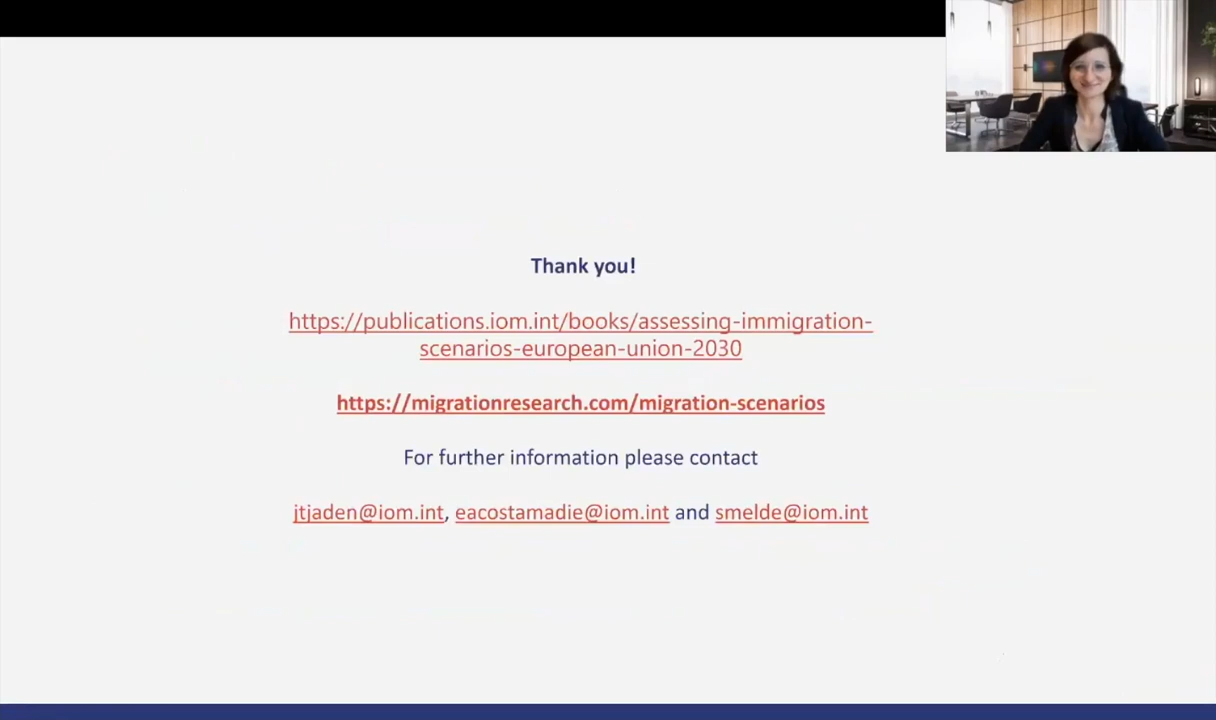 Thank you!
https://publications.iom.int/books/assessing-immigration-
scenarios-european-union-2030
https://migrationresearch.com/migration-scenarios
For further information please contact
jtjaden@iom.int, eacostamadie@iom.int and smelde@iom.int